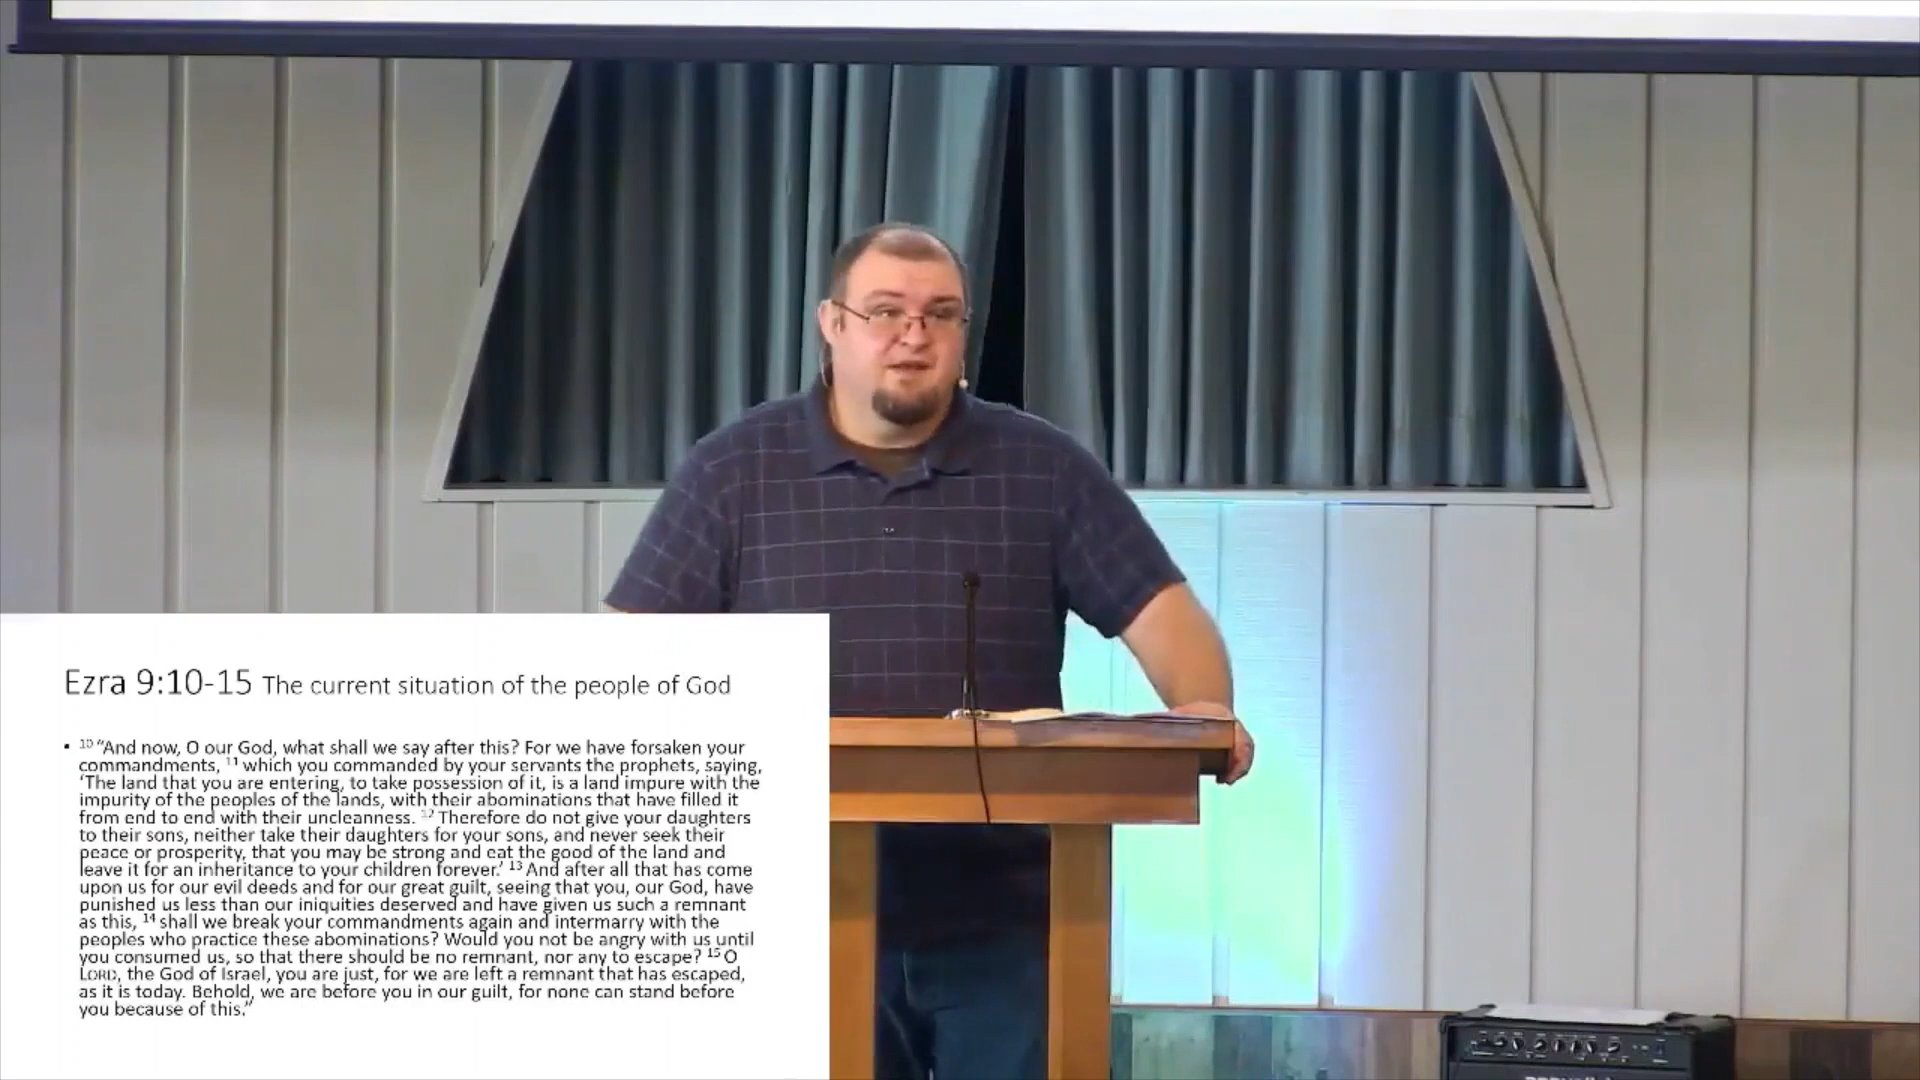 Ezra 9:10-15 The current situation of the people of God
• ¹⁰ “And now, O our God, what shall we say after this? For we have forsaken your
commandments, ¹¹ which you commanded by your servants the prophets, saying,
‘The land that you are entering, to take possession of it, is a land impure with the
impurity of the peoples of the lands, with their abominations that have filled it
from end to end with their uncleanness. ¹² Therefore do not give your daughters
to their sons, neither take their daughters for your sons, and never seek their
peace or prosperity, that you may be strong and eat the good of the land and
leave it for an inheritance to your children forever.’ ¹³ And after all that has come
upon us for our evil deeds and for our great guilt, seeing that you, our God, have
punished us less than our iniquities deserved and have given us such a remnant
as this, ¹⁴ shall we break your commandments again and intermarry with the
peoples who practice these abominations? Would you not be angry with us until
you consumed us, so that there should be no remnant, nor any to escape? ¹⁵ O
LORD, the God of Israel, you are just, for we are left a remnant that has escaped,
as it is today. Behold, we are before you in our guilt, for none can stand before
you because of this.”